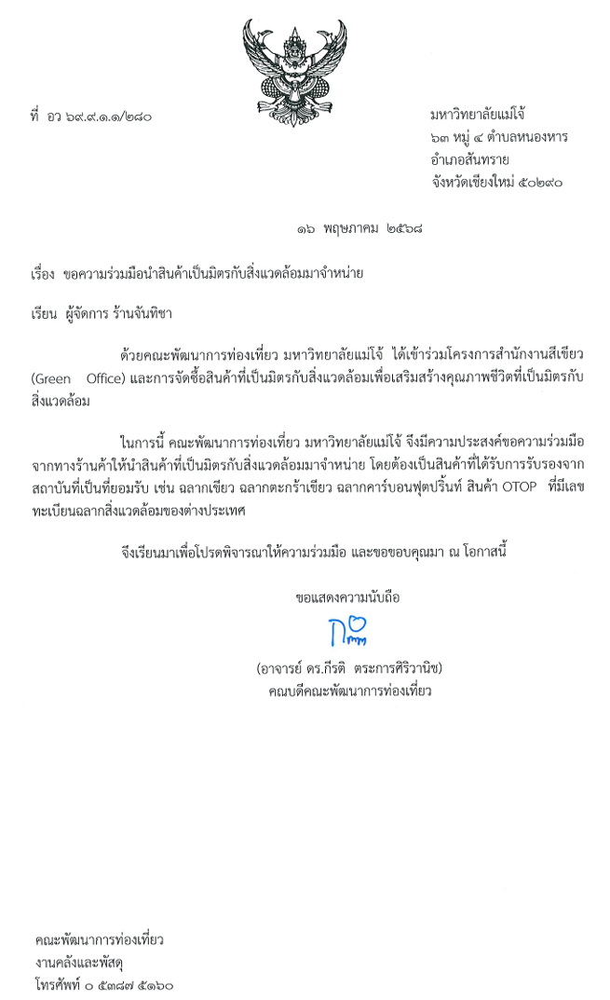 ที่ อว ๖๙.๙.๑.๑/๒๘๐
มหาวิทยาลัยแม่โจ้
๖๓ หมู่ ๔ ตำบลหนองหาร
อำเภอสันทราย
จังหวัดเชียงใหม่ ๕๐๒๙๐
๑๖ พฤษภาคม ๒๕๖๘
เรื่อง ขอความร่วมมือนำสินค้าเป็นมิตรกับสิ่งแวดล้อมมาจำหน่าย
เรียน ผู้จัดการ ร้านจันทิชา
ด้วยคณะพัฒนาการท่องเที่ยว มหาวิทยาลัยแม่โจ้ ได้เข้าร่วมโครงการสำนักงานสีเขียว
(Green Office) และการจัดซื้อสินค้าที่เป็นมิตรกับสิ่งแวดล้อมเพื่อเสริมสร้างคุณภาพชีวิตที่เป็นมิตรกับ
สิ่งแวดล้อม
ในการนี้ คณะพัฒนาการท่องเที่ยว มหาวิทยาลัยแม่โจ้ จึงมีความประสงค์ขอความร่วมมือ
จากทางร้านค้าให้นำสินค้าที่เป็นมิตรกับสิ่งแวดล้อมมาจำหน่าย โดยต้องเป็นสินค้าที่ได้รับการรับรองจาก
สถาบันที่เป็นที่ยอมรับ เช่น ฉลากเขียว ฉลากตะกร้าเขียว ฉลากคาร์บอนฟุตปริ้นท์ สินค้า OTOP ที่มีเลข
ทะเบียนฉลากสิ่งแวดล้อมของต่างประเทศ
จึงเรียนมาเพื่อโปรดพิจารณาให้ความร่วมมือ และขอขอบคุณมา ณ โอกาสนี้
ขอแสดงความนับถือ
(อาจารย์ ดร.กีรติ ตระการศิริวานิช)
คณบดีคณะพัฒนาการท่องเที่ยว
คณะพัฒนาการท่องเที่ยว
งานคลังและพัสดุ
โทรศัพท์ ๐ ๕๓๘๗ ๕๑๖๐